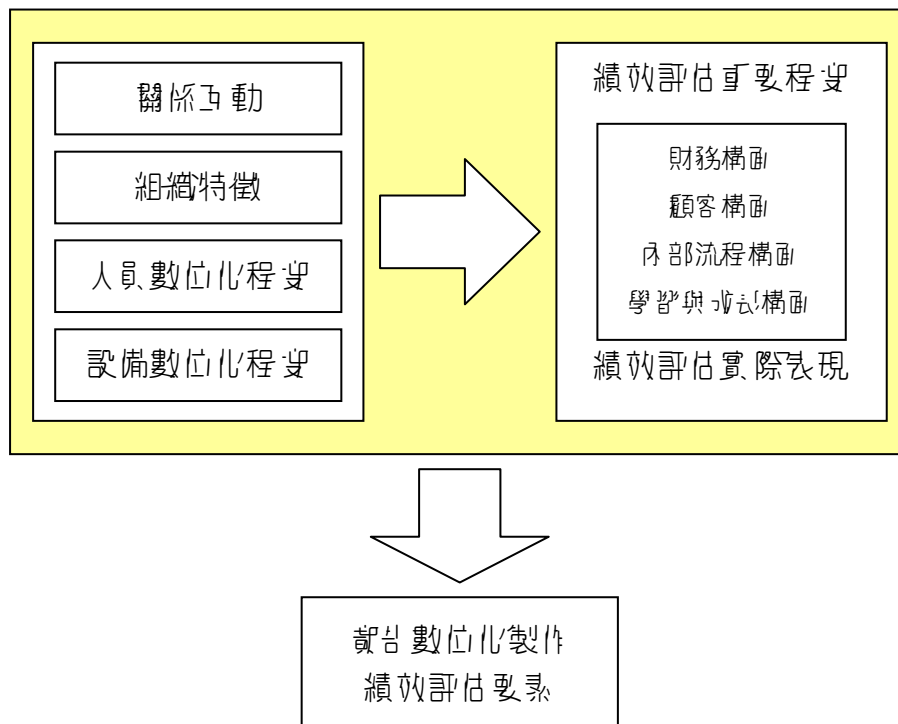 關係互動
組織特徵
人員數位化程度
設備數位化程度
績效評估重要程度
財務構面
顧客構面
內部流程構面
學習與成長構面
績效評估實際表現
廣告數位化製作
績效評估要素